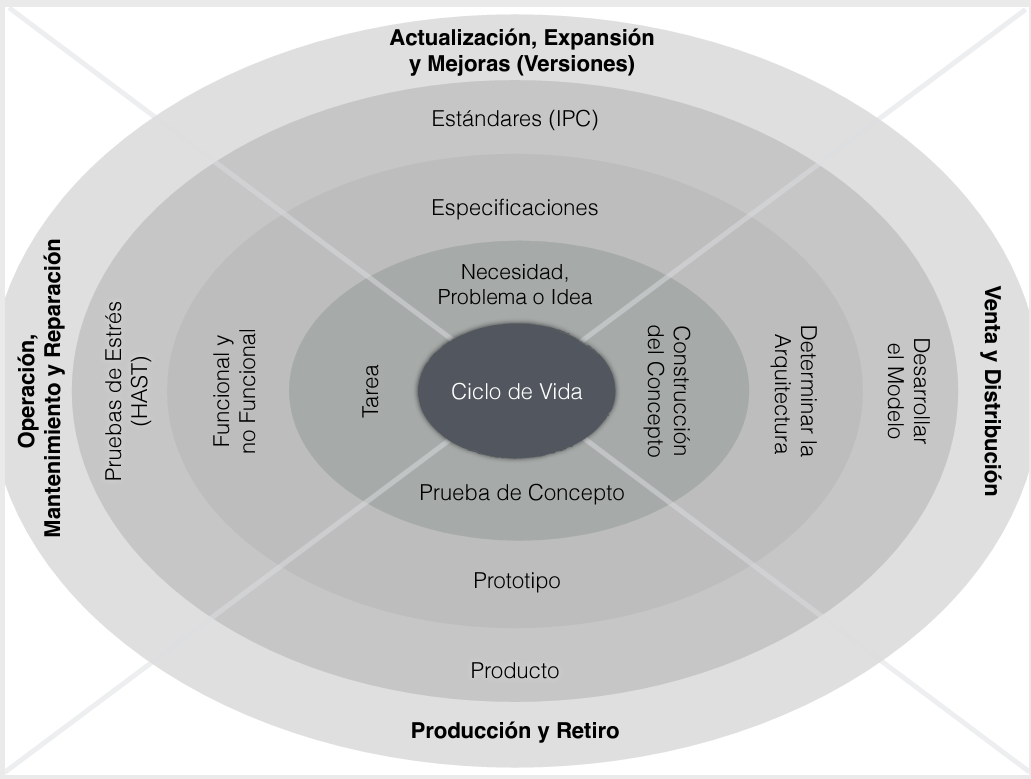 Actualización, Expansión
y Mejoras (Versiones)
Estándares (IPC)
Especificaciones
Necesidad,
Problema o Idea
Operación,
Mantenimiento y Reparación
Pruebas de Estrés
(HAST)
Funcional y
no Funcional
Tarea
Ciclo de Vida
Construcción
del Concepto
Determinar la
Arquitectura
Desarrollar
el Modelo
Venta y Distribución
Prueba de Concepto
Prototipo
Producto
Producción y Retiro